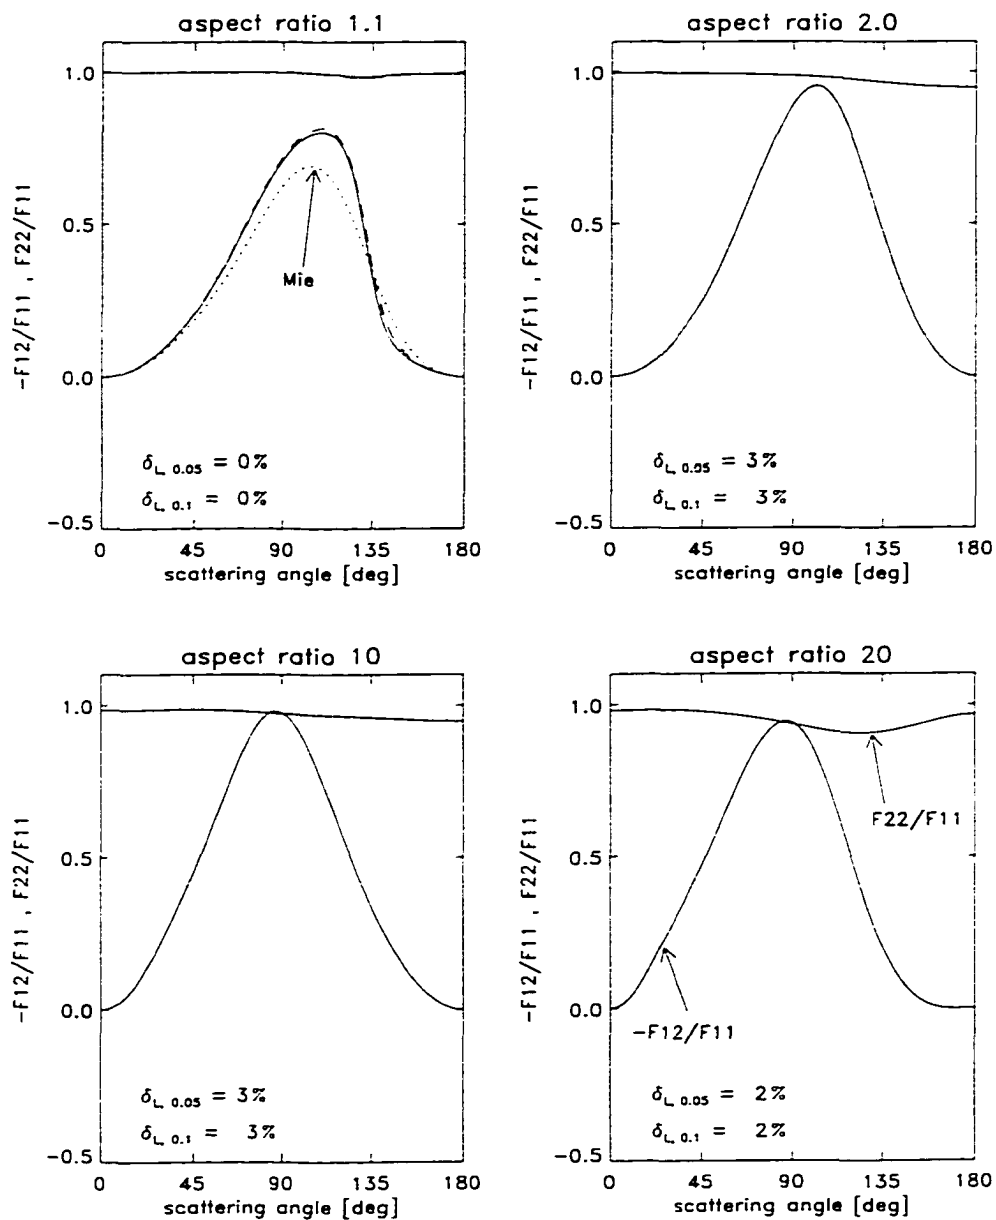 aspect ratio 1.1
-F12/F11 , F22/F11
1.0
0.5
0.0
-0.5
Mie
δL, 0.05 = 0%
δL, 0.1 = 0%
0 45 90 135 180
scattering angle [deg]
aspect ratio 2.0
-F12/F11 , F22/F11
1.0
0.5
0.0
-0.5
δL, 0.05 = 3%
δL, 0.1 = 3%
0 45 90 135 180
scattering angle [deg]
aspect ratio 10
-F12/F11 , F22/F11
1.0
0.5
0.0
-0.5
δL, 0.05 = 3%
δL, 0.1 = 3%
0 45 90 135 180
scattering angle [deg]
aspect ratio 20
-F12/F11 , F22/F11
1.0
0.5
0.0
-0.5
F22/F11
-F12/F11
δL, 0.05 = 2%
δL, 0.1 = 2%
0 45 90 135 180
scattering angle [deg]